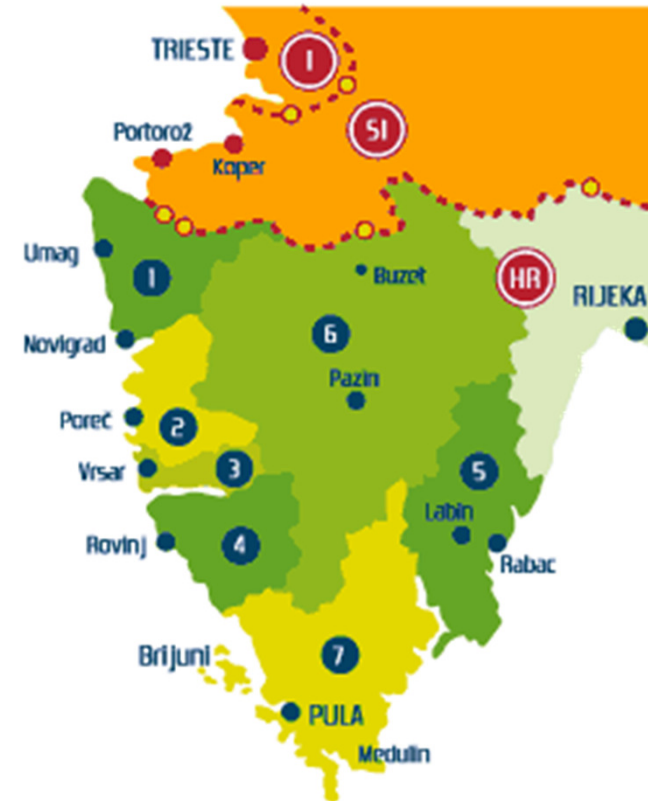 TRIESTE
I
SI
Portorož
Koper
Umag
1
Buzet
HR
RIJEKA
6
Novigrad
Pazin
Poreč
2
Vrsar
3
5
Labin
Rovinj
4
Rabac
Brijuni
7
PULA
Medulin